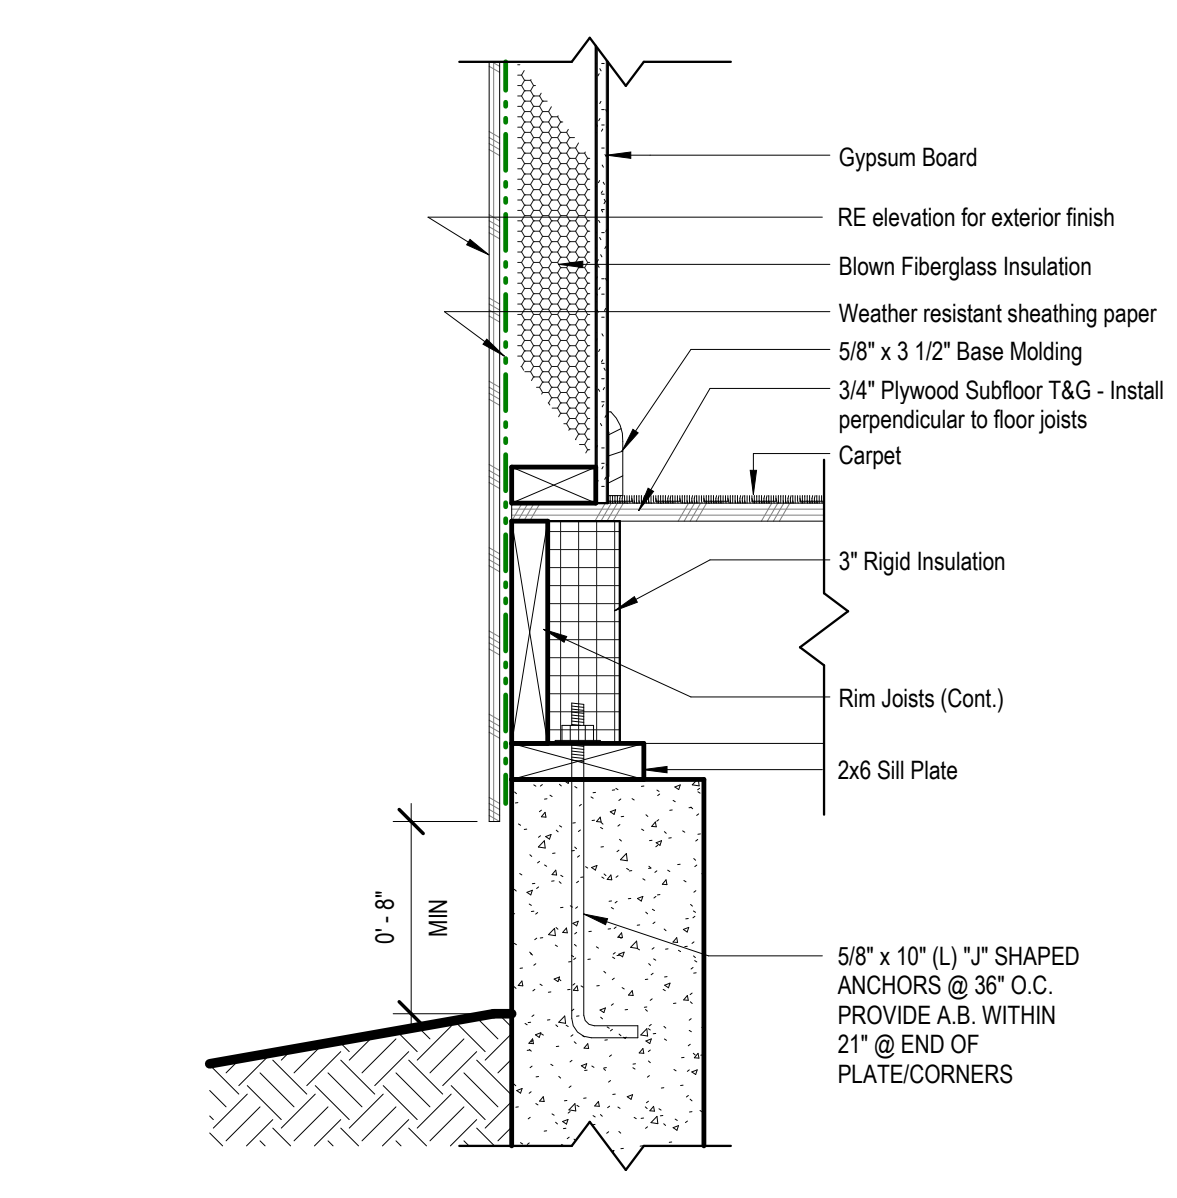 Gypsum Board
RE elevation for exterior finish
Blown Fiberglass Insulation
Weather resistant sheathing paper
5/8" x 3 1/2" Base Molding
3/4" Plywood Subfloor T&G - Install
perpendicular to floor joists
Carpet
3" Rigid Insulation
Rim Joists (Cont.)
2x6 Sill Plate
0' - 8"
MIN
5/8" x 10" (L) "J" SHAPED
ANCHORS @ 36" O.C.
PROVIDE A.B. WITHIN
21" @ END OF
PLATE/CORNERS